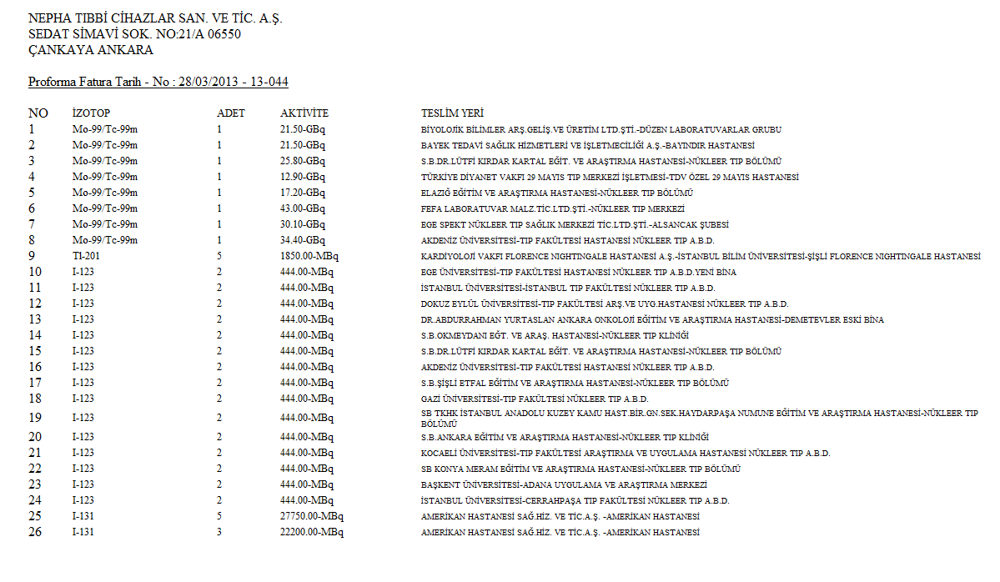 NEPHA TIBBİ CİHAZLAR SAN. VE TİC. A.Ş.
SEDAT SİMAVİ SOK. NO:21/A 06550
ÇANKAYA ANKARA
Proforma Fatura Tarih - No : 28/03/2013 - 13-044
NO İZOTOP ADET AKTİVİTE TESLİM YERİ
1 Mo-99/Tc-99m 1 21.50-GBq BİYOLOJİK BİLİMLER ARŞ.GELİŞ.VE ÜRETİM LTD.ŞTİ.-DÜZEN LABORATUVARLAR GRUBU
2 Mo-99/Tc-99m 1 21.50-GBq BAYEK TEDAVİ SAĞLIK HİZMETLERİ VE İŞLETMECİLİĞİ A.Ş.-BAYINDIR HASTANESİ
3 Mo-99/Tc-99m 1 25.80-GBq S.B.DR.LÜTFİ KIRDAR KARTAL EĞİT. VE ARAŞTIRMA HASTANESİ-NÜKLEER TIP BÖLÜMÜ
4 Mo-99/Tc-99m 1 12.90-GBq TÜRKİYE DİYANET VAKFI 29 MAYIS TIP MERKEZİ İŞLETMESİ-TDV ÖZEL 29 MAYIS HASTANESİ
5 Mo-99/Tc-99m 1 17.20-GBq ELAZIĞ EĞİTİM VE ARAŞTIRMA HASTANESİ-NÜKLEER TIP BÖLÜMÜ
6 Mo-99/Tc-99m 1 43.00-GBq FEFA LABORATUVAR MALZ.TİC.LTD.ŞTİ.-NÜKLEER TIP MERKEZİ
7 Mo-99/Tc-99m 1 30.10-GBq EGE SPEKT NÜKLEER TIP SAĞLIK MERKEZİ TİC.LTD.ŞTİ.-ALSANCAK ŞUBESİ
8 Mo-99/Tc-99m 1 34.40-GBq AKDENİZ ÜNİVERSİTESİ-TIP FAKÜLTESİ HASTANESİ NÜKLEER TIP A.B.D.
9 Tl-201 5 1850.00-MBq KARDİYOLOJİ VAKFI FLORENCE NIGHTINGALE HASTANESİ A.Ş.-İSTANBUL BİLİM ÜNİVERSİTESİ-ŞİŞLİ FLORENCE NIGHTINGALE HASTANESİ
10 I-123 2 444.00-MBq EGE ÜNİVERSİTESİ-TIP FAKÜLTESİ HASTANESİ NÜKLEER TIP A.B.D.YENİ BİNA
11 I-123 2 444.00-MBq İSTANBUL ÜNİVERSİTESİ-İSTANBUL TIP FAKÜLTESİ NÜKLEER TIP A.B.D.
12 I-123 2 444.00-MBq DOKUZ EYLÜL ÜNİVERSİTESİ-TIP FAKÜLTESİ ARŞ.VE UYG.HASTANESİ NÜKLEER TIP A.B.D.
13 I-123 2 444.00-MBq DR.ABDURRAHMAN YURTASLAN ANKARA ONKOLOJİ EĞİTİM VE ARAŞTIRMA HASTANESİ-DEMETEVLER ESKİ BİNA
14 I-123 2 444.00-MBq S.B.OKMEYDANI EĞT. VE ARAŞ. HASTANESİ-NÜKLEER TIP KLİNİĞİ
15 I-123 2 444.00-MBq S.B.DR.LÜTFİ KIRDAR KARTAL EĞİT. VE ARAŞTIRMA HASTANESİ-NÜKLEER TIP BÖLÜMÜ
16 I-123 2 444.00-MBq AKDENİZ ÜNİVERSİTESİ-TIP FAKÜLTESİ HASTANESİ NÜKLEER TIP A.B.D.
17 I-123 2 444.00-MBq S.B.ŞİŞLİ ETFAL EĞİTİM VE ARAŞTIRMA HASTANESİ-NÜKLEER TIP BÖLÜMÜ
18 I-123 2 444.00-MBq GAZİ ÜNİVERSİTESİ-TIP FAKÜLTESİ NÜKLEER TIP A.B.D.
19 I-123 2 444.00-MBq SB TKHK İSTANBUL ANADOLU KUZEY KAMU HAST.BİR.GN.SEK.HAYDARPAŞA NUMUNE EĞİTİM VE ARAŞTIRMA HASTANESİ-NÜKLEER TIP
BÖLÜMÜ
20 I-123 2 444.00-MBq S.B.ANKARA EĞİTİM VE ARAŞTIRMA HASTANESİ-NÜKLEER TIP KLİNİĞİ
21 I-123 2 444.00-MBq KOCAELİ ÜNİVERSİTESİ-TIP FAKÜLTESİ ARAŞTIRMA VE UYGULAMA HASTANESİ NÜKLEER TIP A.B.D.
22 I-123 2 444.00-MBq SB KONYA MERAM EĞİTİM VE ARAŞTIRMA HASTANESİ-NÜKLEER TIP BÖLÜMÜ
23 I-123 2 444.00-MBq BAŞKENT ÜNİVERSİTESİ-ADANA UYGULAMA VE ARAŞTIRMA MERKEZİ
24 I-123 2 444.00-MBq İSTANBUL ÜNİVERSİTESİ-CERRAHPAŞA TIP FAKÜLTESİ NÜKLEER TIP A.B.D.
25 I-131 5 27750.00-MBq AMERİKAN HASTANESİ SAĞ.HİZ. VE TİC.A.Ş. -AMERİKAN HASTANESİ
26 I-131 3 22200.00-MBq AMERİKAN HASTANESİ SAĞ.HİZ. VE TİC.A.Ş. -AMERİKAN HASTANESİ